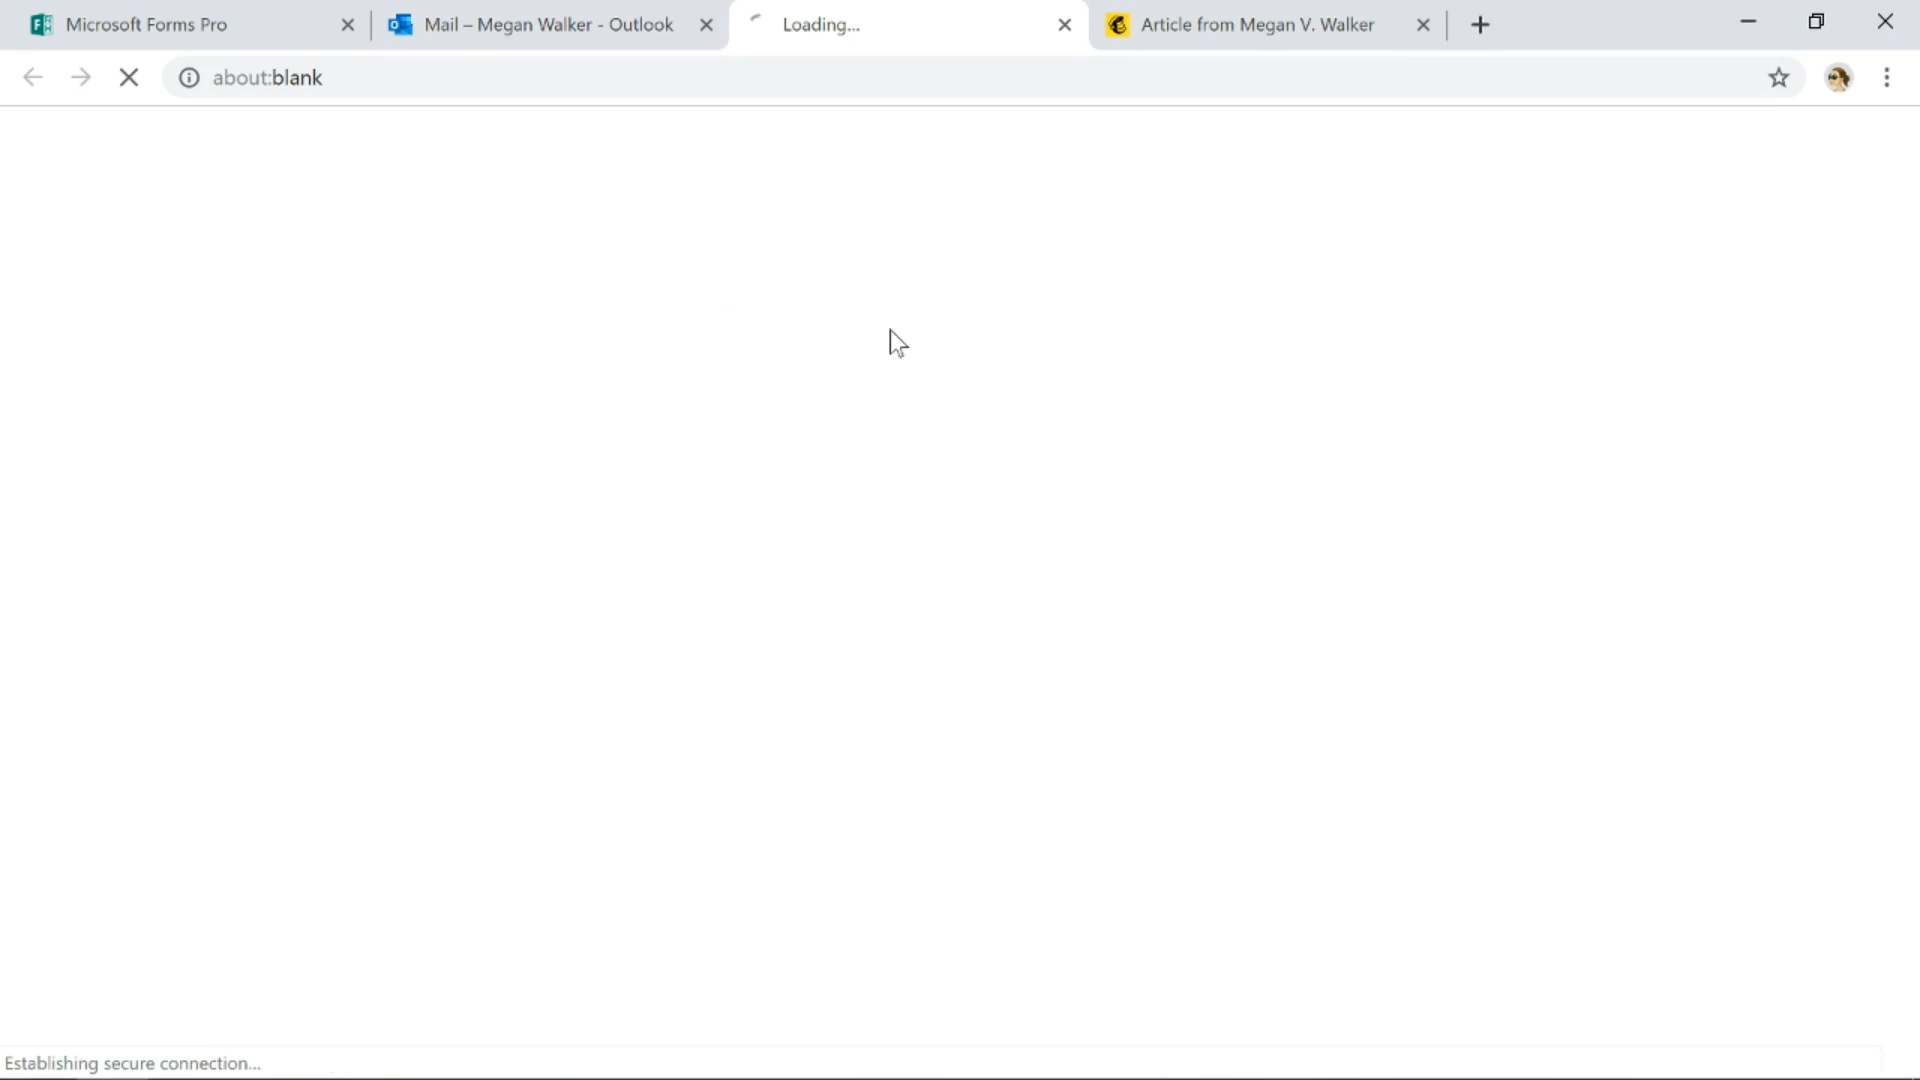 Microsoft Forms Pro
Mail – Megan Walker - Outlook
Loading...
Article from Megan V. Walker
about:blank
Establishing secure connection...